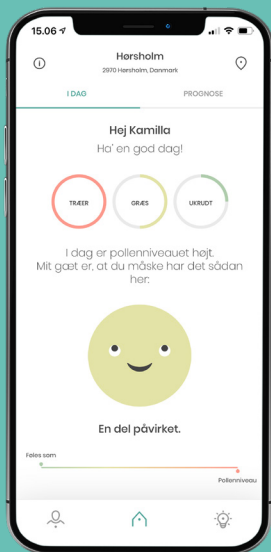 15.06
Hørsholm
2970 Hørsholm, Danmark
I DAG
PROGNOSE
Hej Kamilla
Ha' en god dag!
TRÆER
GRÆS
UKRUDT
I dag er pollenniveauet højt.
Mit gæt er, at du måske har det sådan
her:
En del påvirket.
Føles som
Pollenniveau